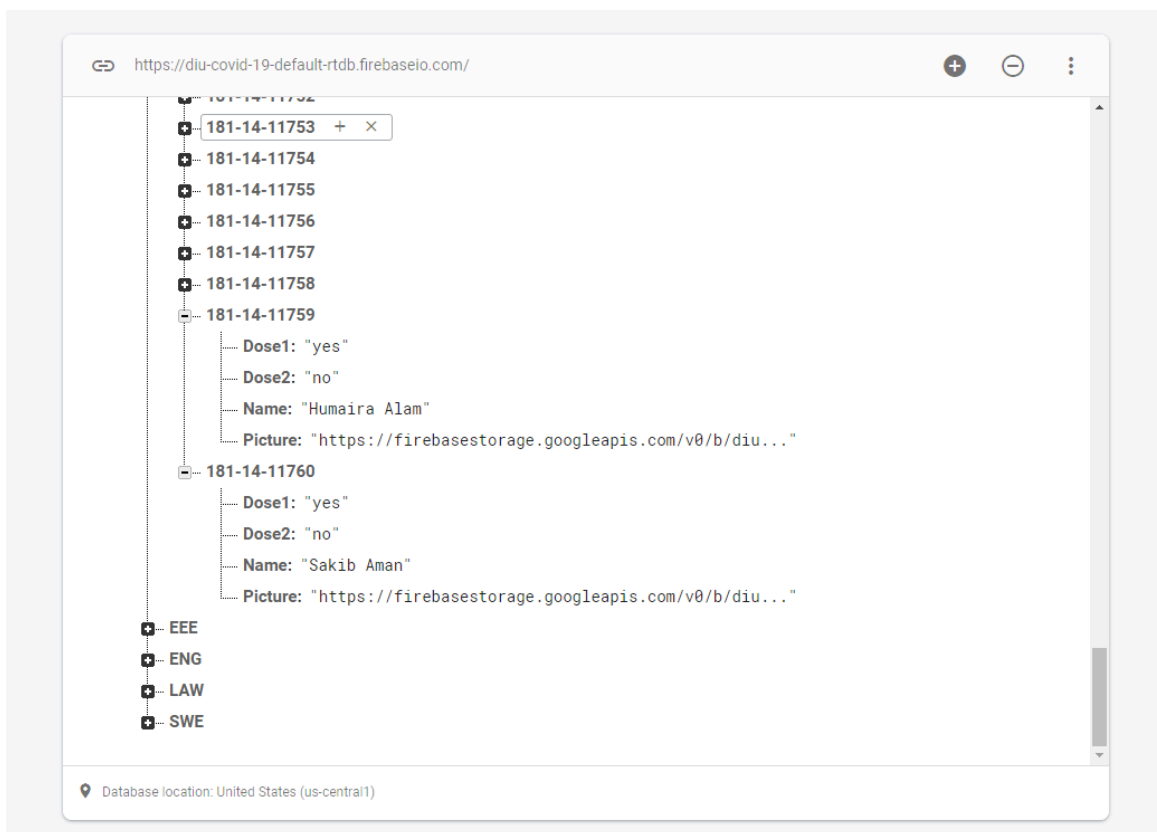 https://diu-covid-19-default-rtdb.firebaseio.com/
181-14-11752
181-14-11753 + ×
181-14-11754
181-14-11755
181-14-11756
181-14-11757
181-14-11758
181-14-11759
Dose1: "yes"
Dose2: "no"
Name: "Humaira Alam"
Picture: "https://firebasestorage.googleapis.com/v0/b/diu..."
181-14-11760
Dose1: "yes"
Dose2: "no"
Name: "Sakib Aman"
Picture: "https://firebasestorage.googleapis.com/v0/b/diu..."
EEE
ENG
LAW
SWE
Database location: United States (us-central1)